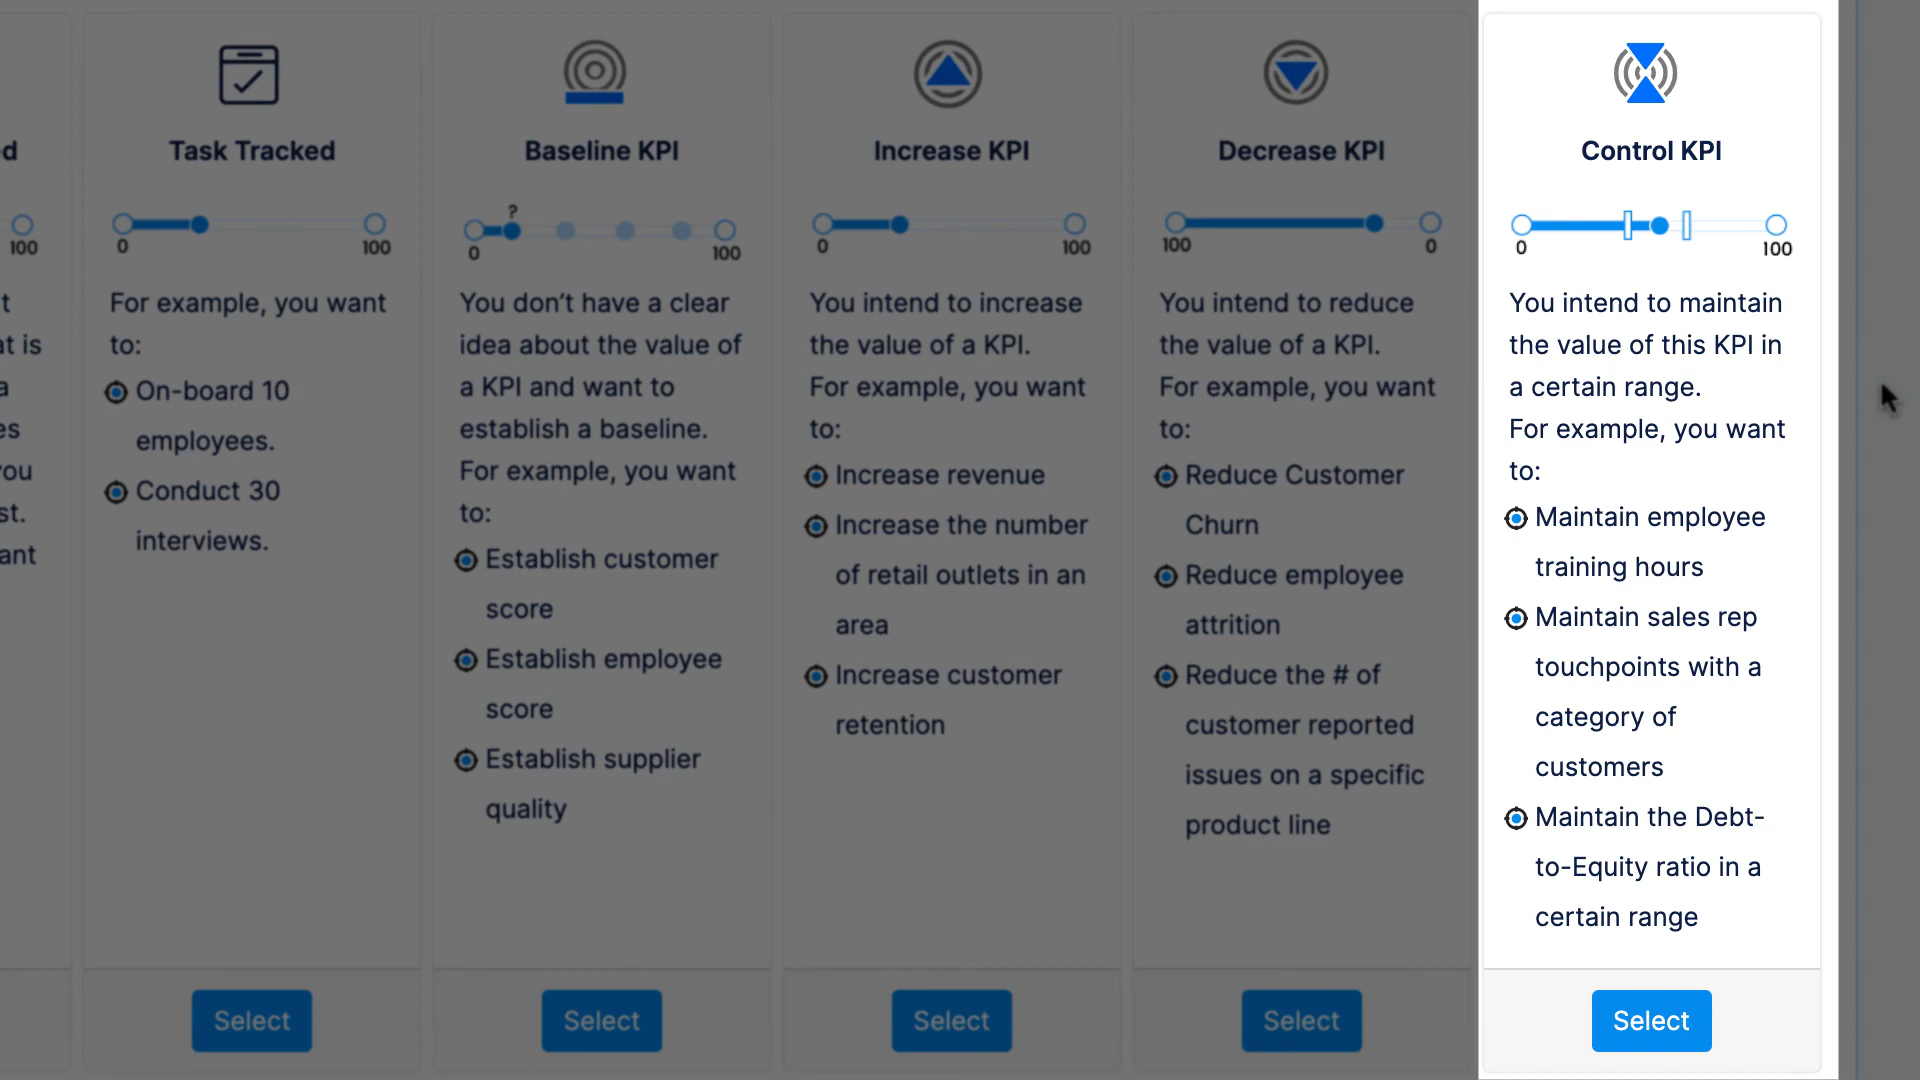 d
100
t
at is
a
es
you
st.
ant
Task Tracked
0
100
For example, you want
to:
On-board 10
employees.
Conduct 30
interviews.
Select
Baseline KPI
?
0
100
You don’t have a clear
idea about the value of
a KPI and want to
establish a baseline.
For example, you want
to:
Establish customer
score
Establish employee
score
Establish supplier
quality
Select
Increase KPI
0
100
You intend to increase
the value of a KPI.
For example, you want
to:
Increase revenue
Increase the number
of retail outlets in an
area
Increase customer
retention
Select
Decrease KPI
100
0
You intend to reduce
the value of a KPI.
For example, you want
to:
Reduce Customer
Churn
Reduce employee
attrition
Reduce the # of
customer reported
issues on a specific
product line
Select
Control KPI
0
100
You intend to maintain
the value of this KPI in
a certain range.
For example, you want
to:
Maintain employee
training hours
Maintain sales rep
touchpoints with a
category of
customers
Maintain the Debt-
to-Equity ratio in a
certain range
Select